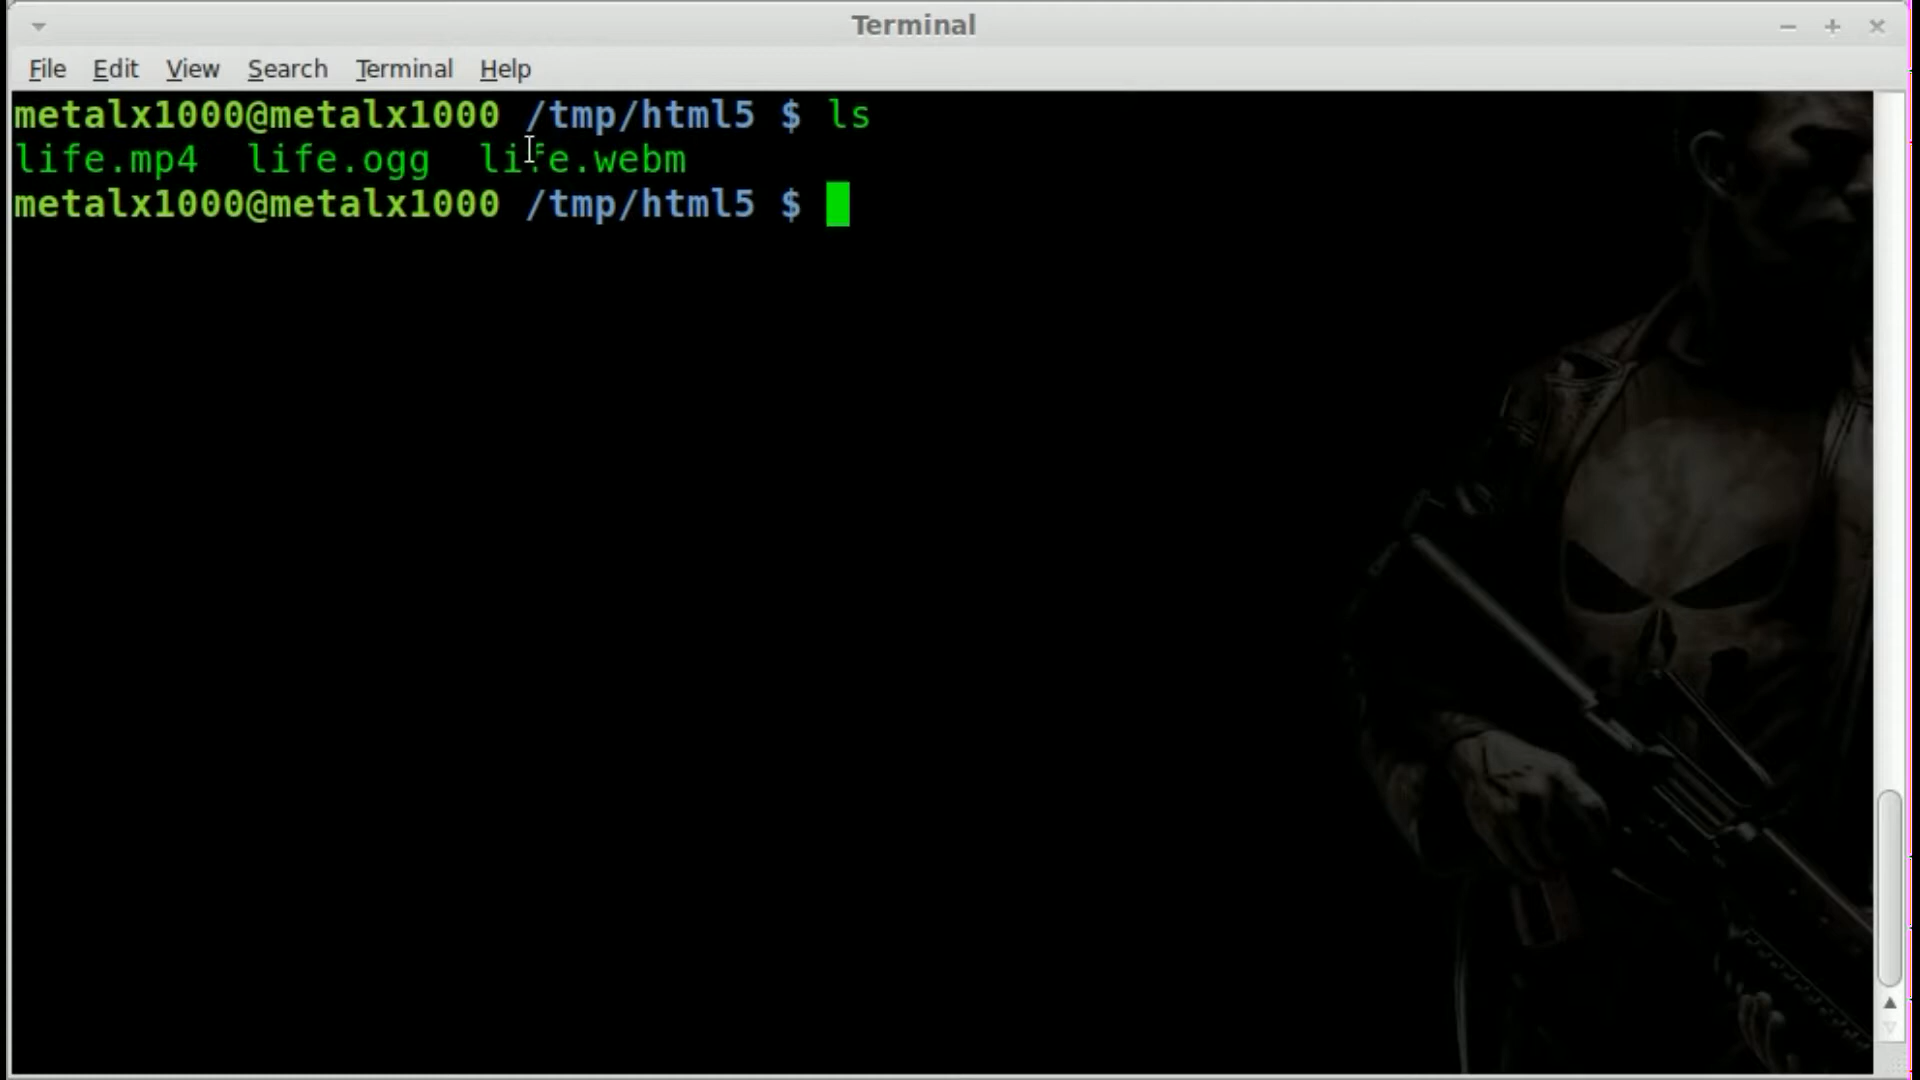 Terminal
File Edit View Search Terminal Help
metalx1000@metalx1000 /tmp/html5 $ ls
life.mp4 life.ogg life.webm
metalx1000@metalx1000 /tmp/html5 $